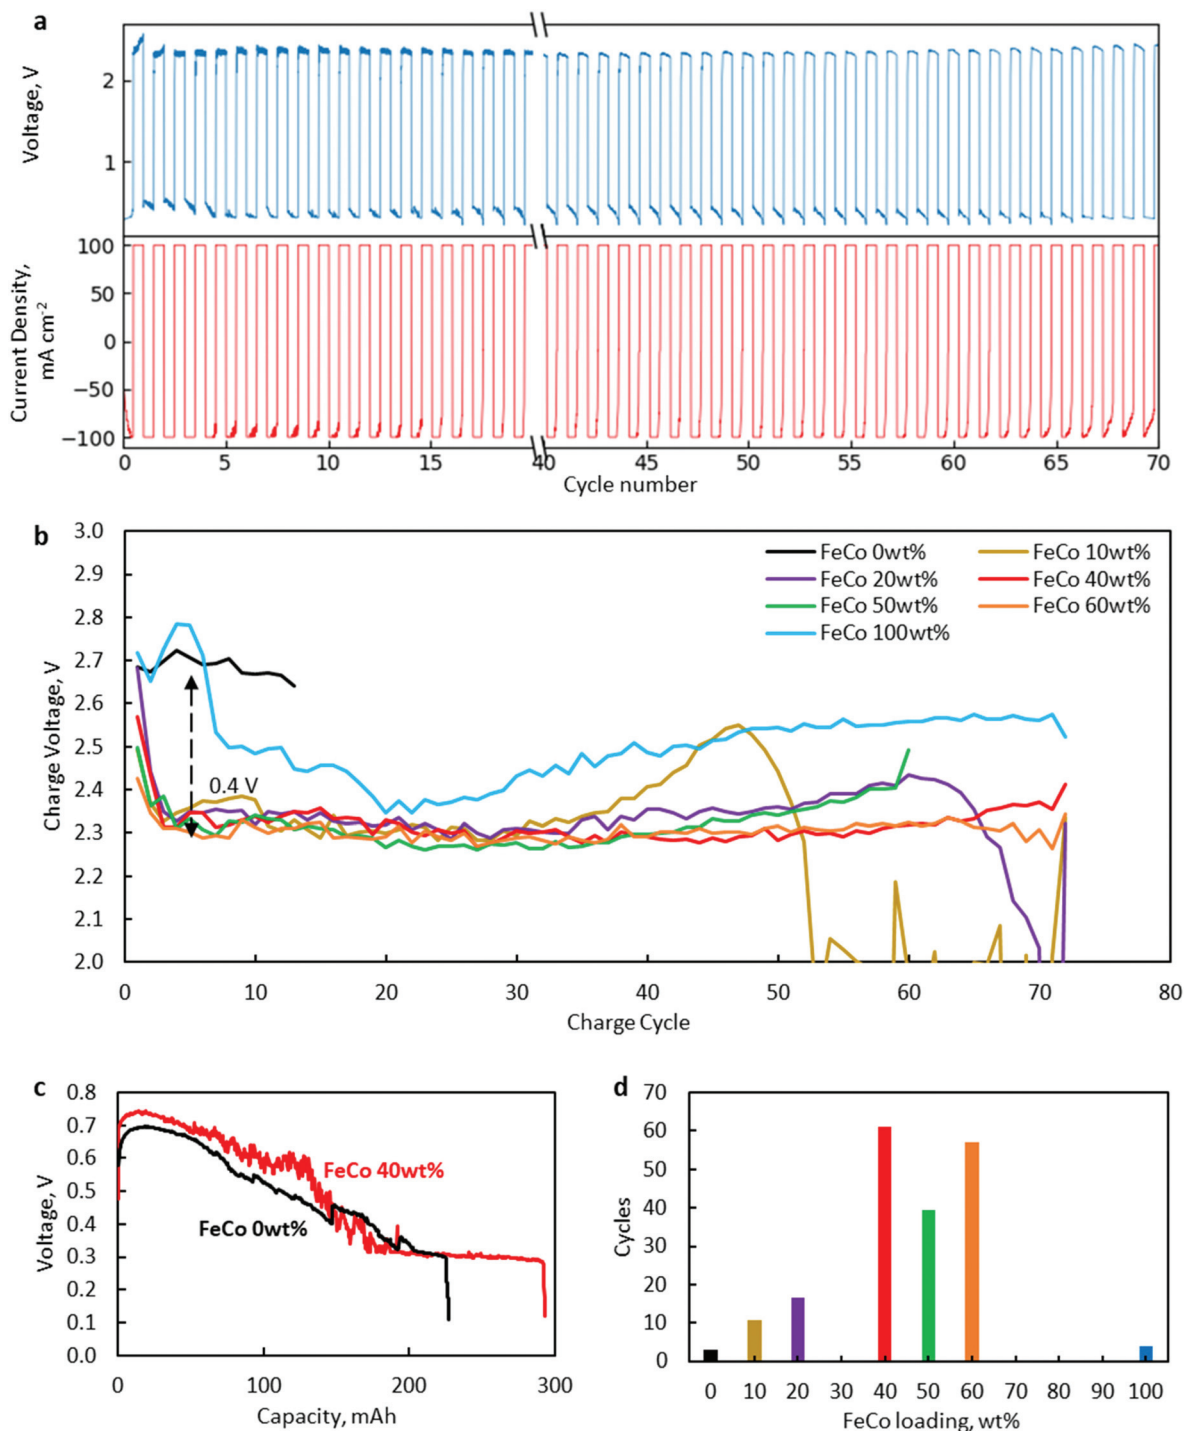 a
Voltage, V
2
1
Current Density,
mA cm-2
100
50
0
−50
−100
0 5 10 15 40 45 50 55 60 65 70
Cycle number
b
Charge Voltage, V
3.0
2.9
2.8
2.7
2.6
2.5
2.4
2.3
2.2
2.1
2.0
FeCo 0wt% FeCo 10wt%
FeCo 20wt% FeCo 40wt%
FeCo 50wt% FeCo 60wt%
FeCo 100wt%
0.4 V
0 10 20 30 40 50 60 70 80
Charge Cycle
c
Voltage, V
0.8
0.7
0.6
0.5
0.4
0.3
0.2
0.1
0.0
FeCo 40wt%
FeCo 0wt%
0 100 200 300
Capacity, mAh
d
Cycles
70
60
50
40
30
20
10
0
0 10 20 30 40 50 60 70 80 90 100
FeCo loading, wt%